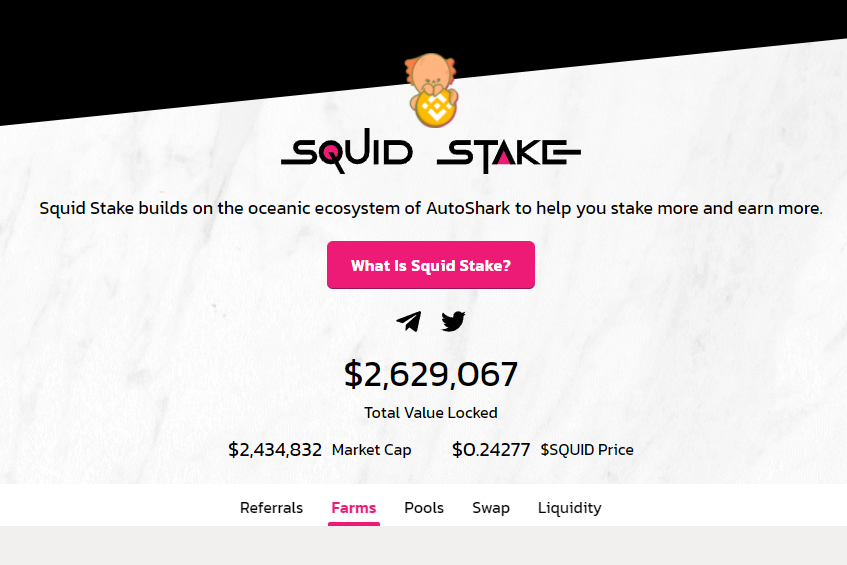 SQUID STAKE
Squid Stake builds on the oceanic ecosystem of AutoShark to help you stake more and earn more.
What Is Squid Stake?
$2,629,067
Total Value Locked
$2,434,832 Market Cap $0.24277 $SQUID Price
Referrals Farms Pools Swap Liquidity